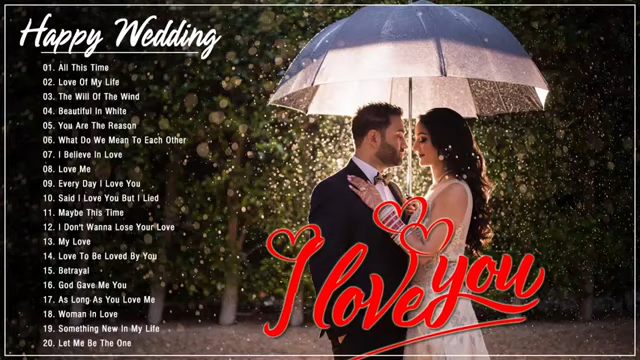 Happy Wedding
01. All This Time
02. Love Of My Life
03. The Will Of The Wind
04. Beautiful In White
05. You Are The Reason
06. What Do We Mean To Each Other
07. I Believe In Love
08. Love Me
09. Every Day I Love You
10. Said I Love You But I Lied
11. Maybe This Time
12. I Don't Wanna Lose Your Love
13. My Love
14. Love To Be Loved By You
15. Betrayal
16. God Gave Me You
17. As Long As You Love Me
18. Woman In Love
19. Something New In My Life
20. Let Me Be The One
I love you